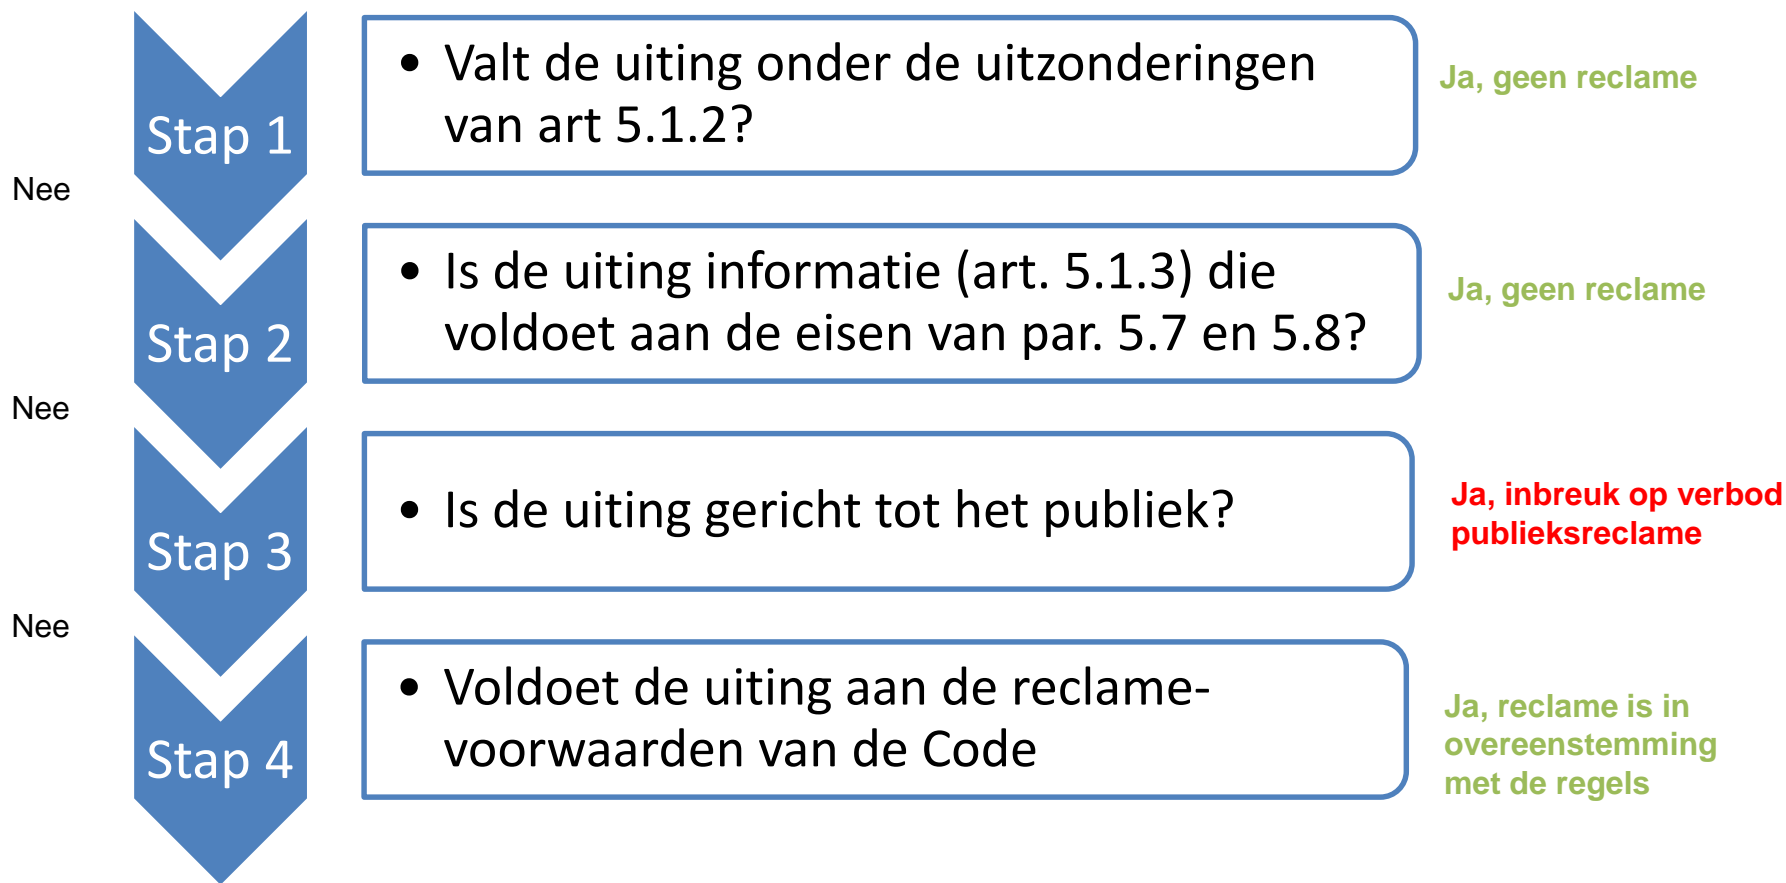 Stap 1
• Valt de uiting onder de uitzonderingen
van art 5.1.2?
Ja, geen reclame
Nee
Stap 2
• Is de uiting informatie (art. 5.1.3) die
voldoet aan de eisen van par. 5.7 en 5.8?
Ja, geen reclame
Nee
Stap 3
• Is de uiting gericht tot het publiek?
Ja, inbreuk op verbod
publieksreclame
Nee
Stap 4
• Voldoet de uiting aan de reclame-
voorwaarden van de Code
Ja, reclame is in
overeenstemming
met de regels